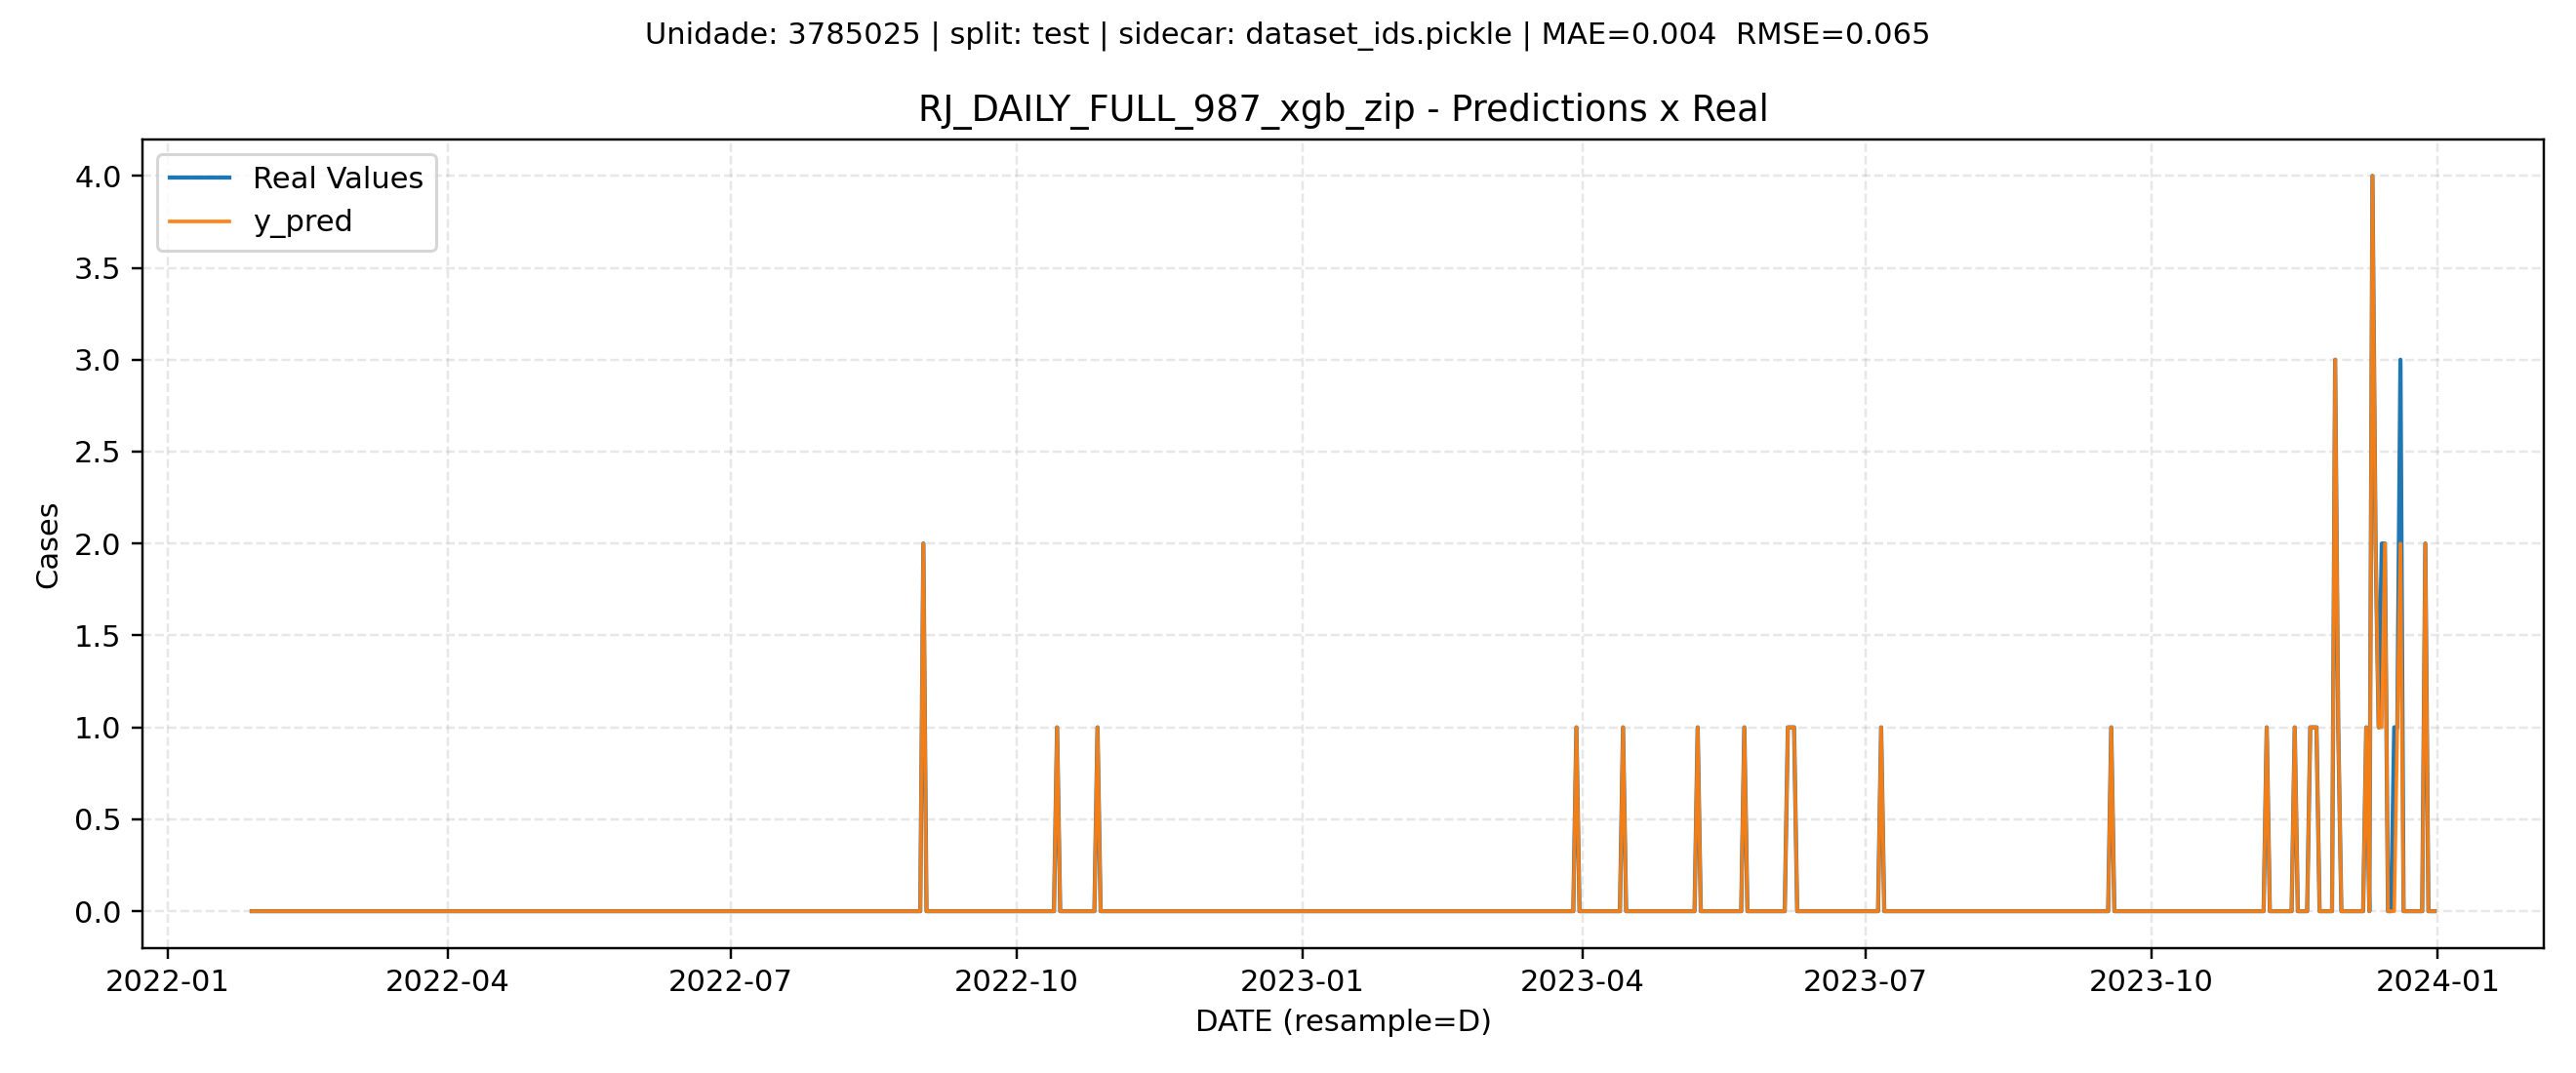 Unidade: 3785025 | split: test | sidecar: dataset_ids.pickle | MAE=0.004  RMSE=0.065
RJ_DAILY_FULL_987_xgb_zip - Predictions x Real
Real Values
y_pred
4.0
3.5
3.0
2.5
2.0
1.5
1.0
0.5
0.0
Cases
2022-01 2022-04 2022-07 2022-10 2023-01 2023-04 2023-07 2023-10 2024-01
DATE (resample=D)